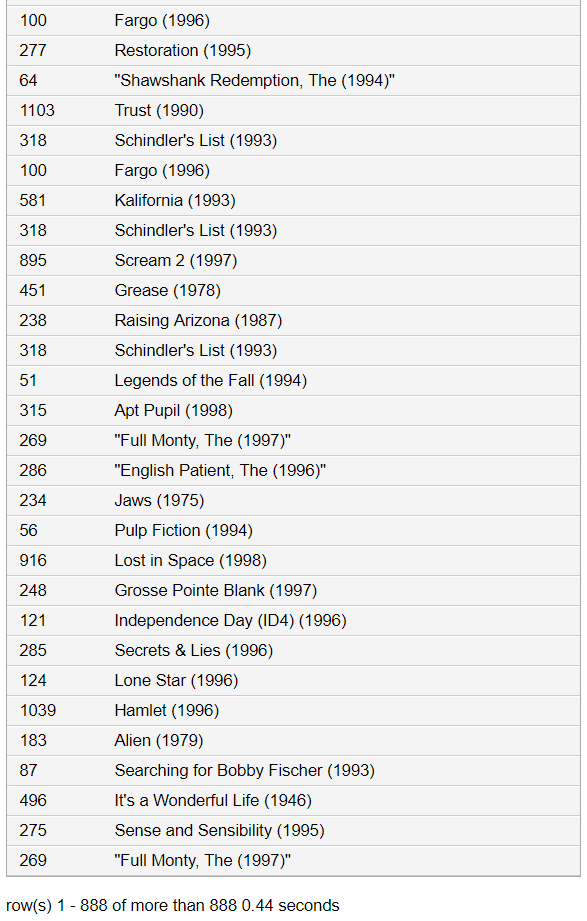 100 Fargo (1996)
277 Restoration (1995)
64 "Shawshank Redemption, The (1994)"
1103 Trust (1990)
318 Schindler's List (1993)
100 Fargo (1996)
581 Kalifornia (1993)
318 Schindler's List (1993)
895 Scream 2 (1997)
451 Grease (1978)
238 Raising Arizona (1987)
318 Schindler's List (1993)
51 Legends of the Fall (1994)
315 Apt Pupil (1998)
269 "Full Monty, The (1997)"
286 "English Patient, The (1996)"
234 Jaws (1975)
56 Pulp Fiction (1994)
916 Lost in Space (1998)
248 Grosse Pointe Blank (1997)
121 Independence Day (ID4) (1996)
285 Secrets & Lies (1996)
124 Lone Star (1996)
1039 Hamlet (1996)
183 Alien (1979)
87 Searching for Bobby Fischer (1993)
496 It's a Wonderful Life (1946)
275 Sense and Sensibility (1995)
269 "Full Monty, The (1997)"
row(s) 1 - 888 of more than 888 0.44 seconds